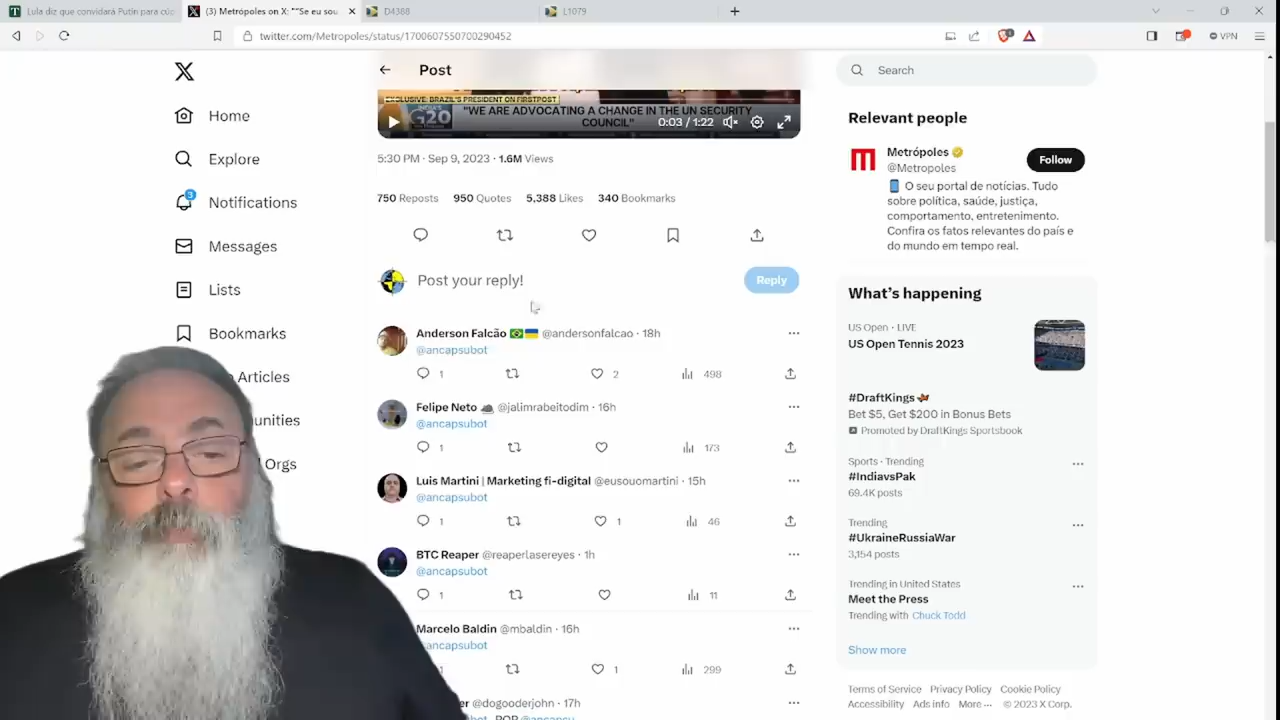 Lula diz que convidará Putin para cúp
(3) Metrópoles on X; "“Se eu sou
D4388
L1079
twitter.com/Metropoles/status/1700607550700290452
VPN
Post
Search
EXCLUSIVE: BRAZIL'S PRESIDENT ON FIRSTPOST
INDIA'S
G20
"WE ARE ADVOCATING A CHANGE IN THE UN SECURITY
COUNCIL"
0:03 / 1:22
5:30 PM · Sep 9, 2023 · 1.6M Views
750 Reposts 950 Quotes 5,388 Likes 340 Bookmarks
Post your reply!
Reply
Home
Explore
3
Notifications
Messages
Lists
Bookmarks
Articles
unities
Orgs
Anderson Falcão @andersonfalcao · 18h
@ancapsubot
1 2 498
Felipe Neto @jalimrabeitodim · 16h
@ancapsubot
1 173
Luis Martini | Marketing fi-digital @eusouomartini · 15h
@ancapsubot
1 1 46
BTC Reaper @reaperlasereyes · 1h
@ancapsubot
1 11
Marcelo Baldin @mbaldin · 16h
ancapsubot
1 1 299
er @dogooderjohn · 17h
Relevant people
Metrópoles
@Metropoles
Follow
O seu portal de notícias. Tudo
sobre política, saúde, justiça,
comportamento, entretenimento.
Confira os fatos relevantes do país e
do mundo em tempo real.
What's happening
US Open · LIVE
US Open Tennis 2023
#DraftKings
Bet $5, Get $200 in Bonus Bets
Promoted by DraftKings Sportsbook
Sports · Trending
#IndiavsPak
69.4K posts
Trending
#UkraineRussiaWar
3,154 posts
Trending in United States
Meet the Press
Trending with Chuck Todd
Show more
Terms of Service Privacy Policy Cookie Policy
Accessibility Ads info More ··· © 2023 X Corp.